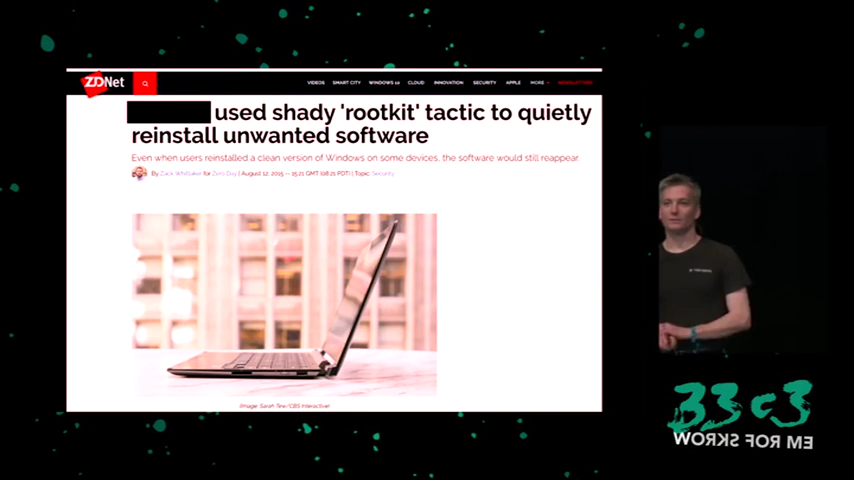 ZDNet
VIDEOS SMART CITY WINDOWS 10 CLOUD INNOVATION SECURITY APPLE MORE NEWSLETTERS
used shady 'rootkit' tactic to quietly
reinstall unwanted software
Even when users reinstalled a clean version of Windows on some devices, the software would still reappear.
By Zack Whittaker for Zero Day | August 12, 2015 -- 15:21 GMT (08:21 PDT) | Topic: Security
(Image: Sarah Tew/CBS Interactive)
33c3
WORKS FOR ME